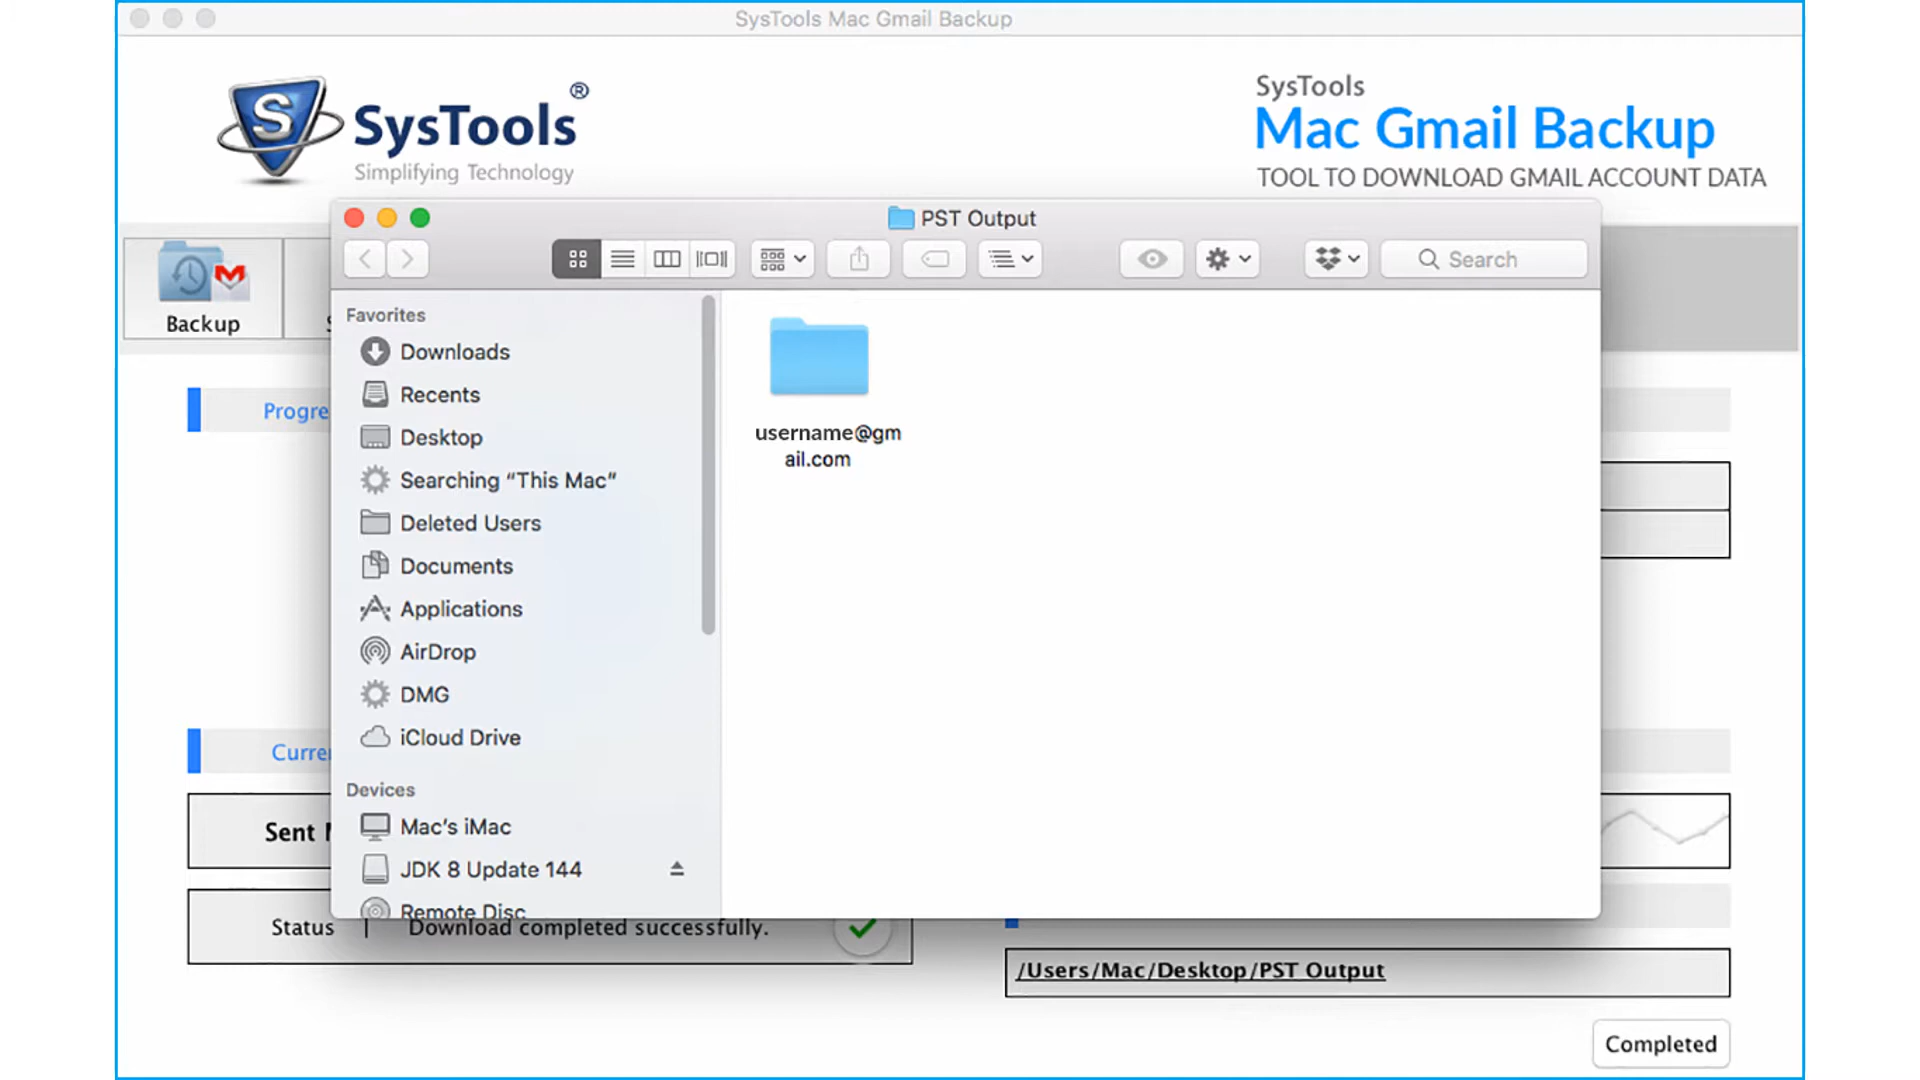 SysTools Mac Gmail Backup
S
SysTools®
Simplifying Technology
SysTools
Mac Gmail Backup
TOOL TO DOWNLOAD GMAIL ACCOUNT DATA
PST Output
Search
Backup
Favorites
Downloads
Recents
Desktop
Searching “This Mac”
Deleted Users
Documents
Applications
AirDrop
DMG
iCloud Drive
Devices
Mac’s iMac
JDK 8 Update 144
Remote Disc
username@gm
ail.com
Progre
Curre
Sent
Status | Download completed successfully.
/Users/Mac/Desktop/PST Output
Completed